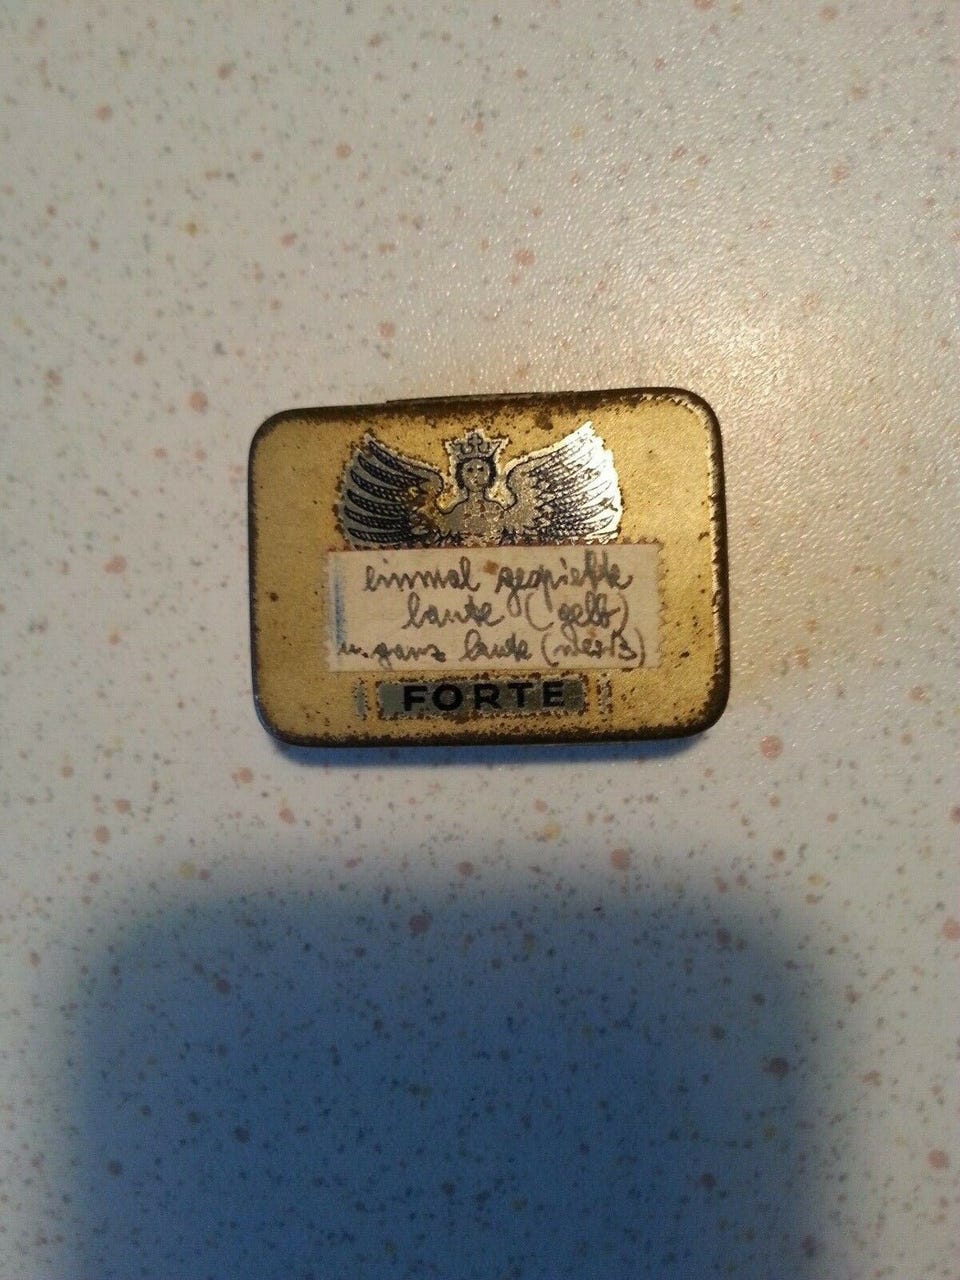 einmal gespielte
laute (gelb)
u. ganz laute (weiß)
FORTE